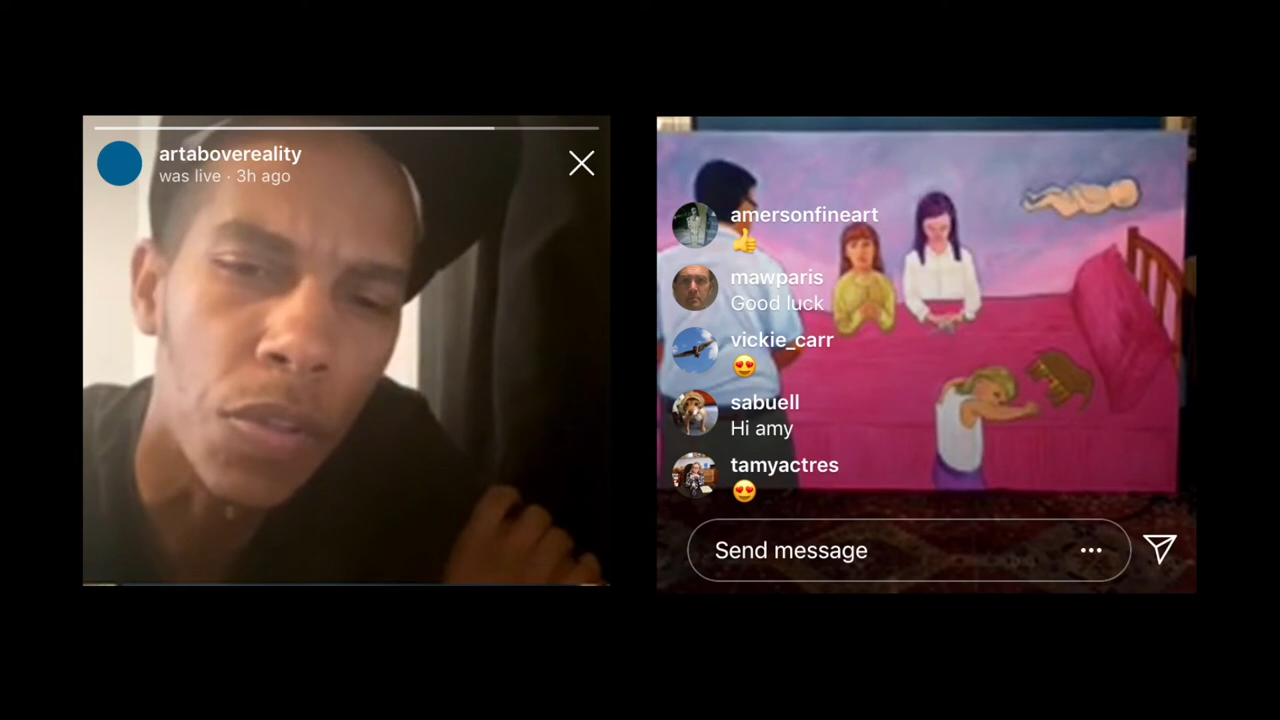 artabovereality
was live · 3h ago
amersonfineart
👍
mawparis
Good luck
vickie_carr
😍
sabuell
Hi amy
tamyactres
😍
Send message